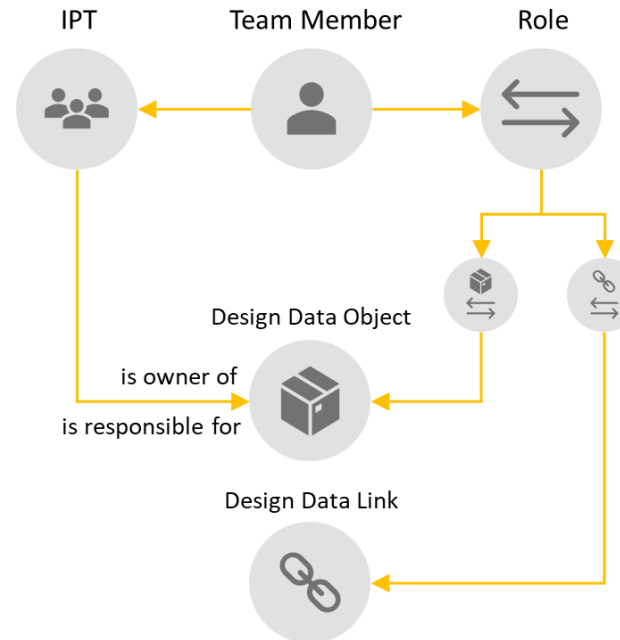 IPT
Team Member
Role
Design Data Object
is owner of
is responsible for
Design Data Link